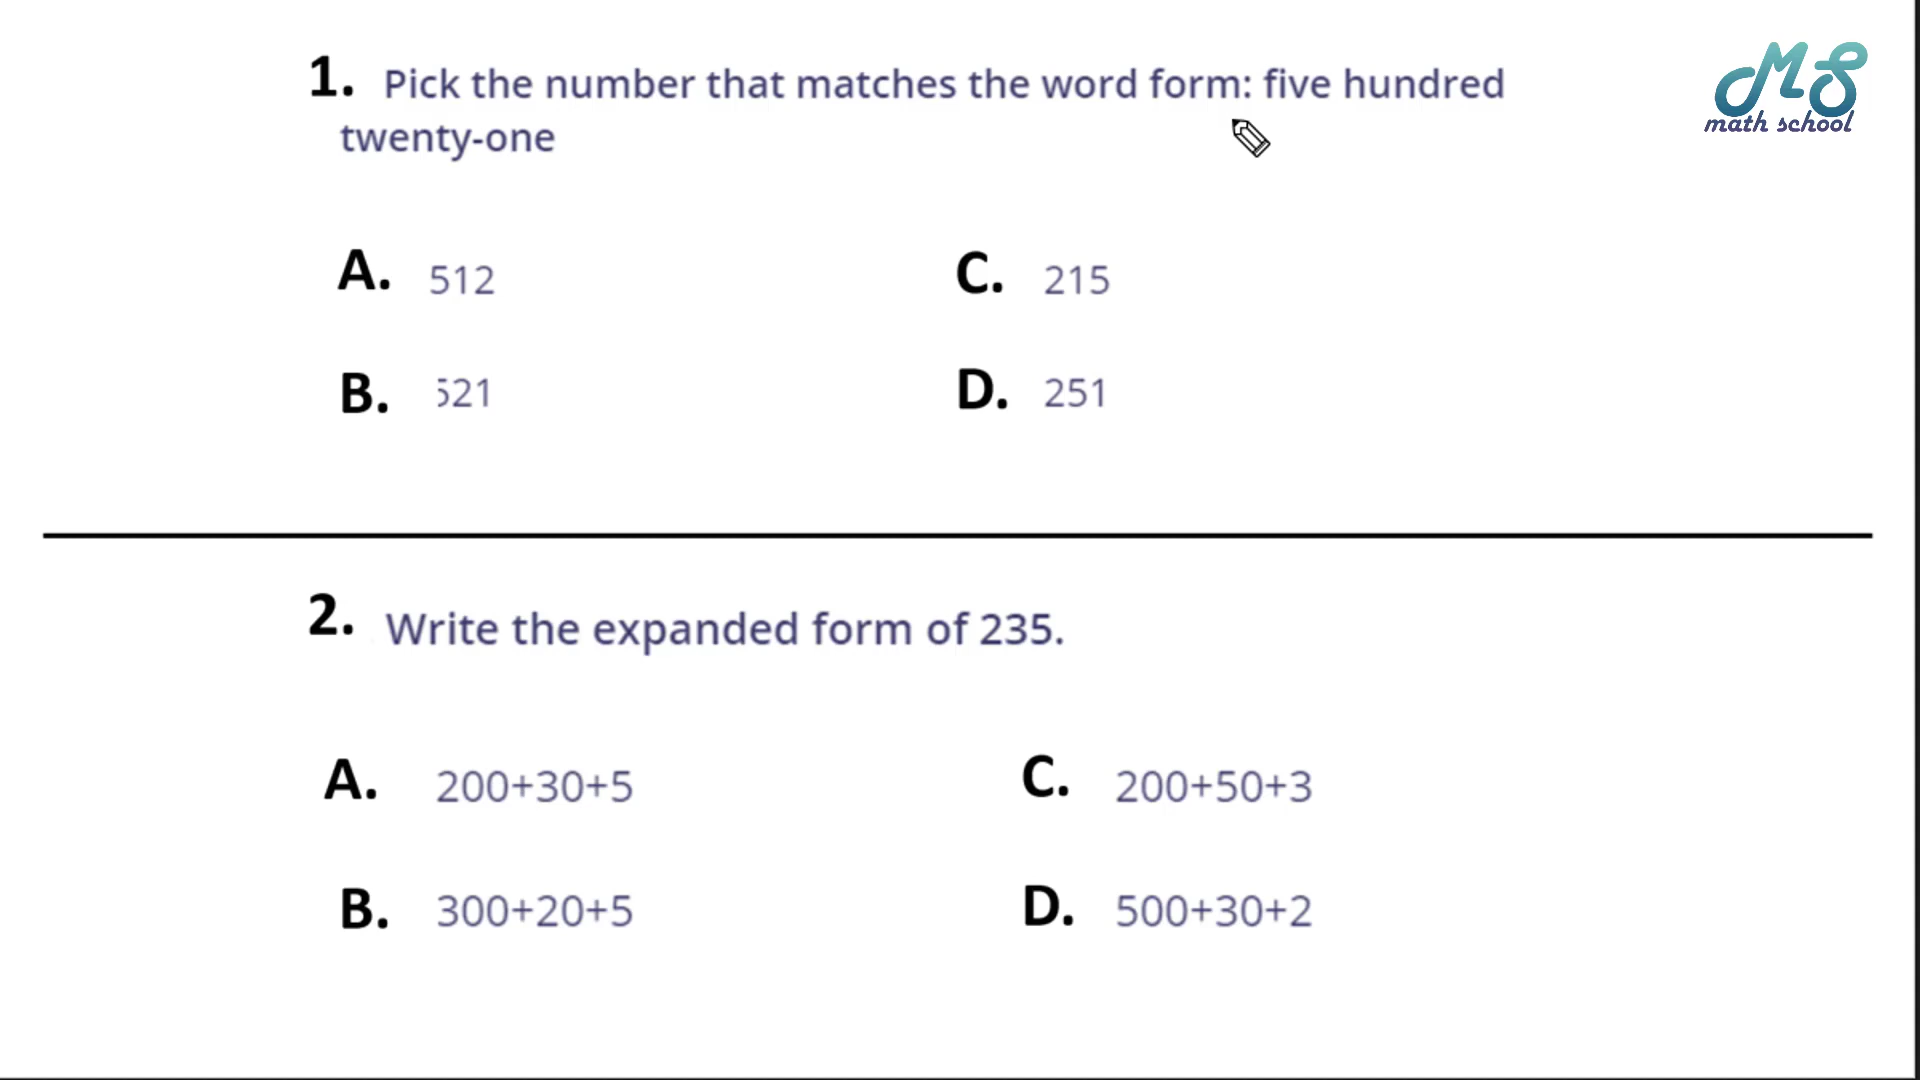 1. Pick the number that matches the word form: five hundred
twenty-one
MS
math school
A. 512
C. 215
B. 521
D. 251
2. Write the expanded form of 235.
A. 200+30+5
C. 200+50+3
B. 300+20+5
D. 500+30+2